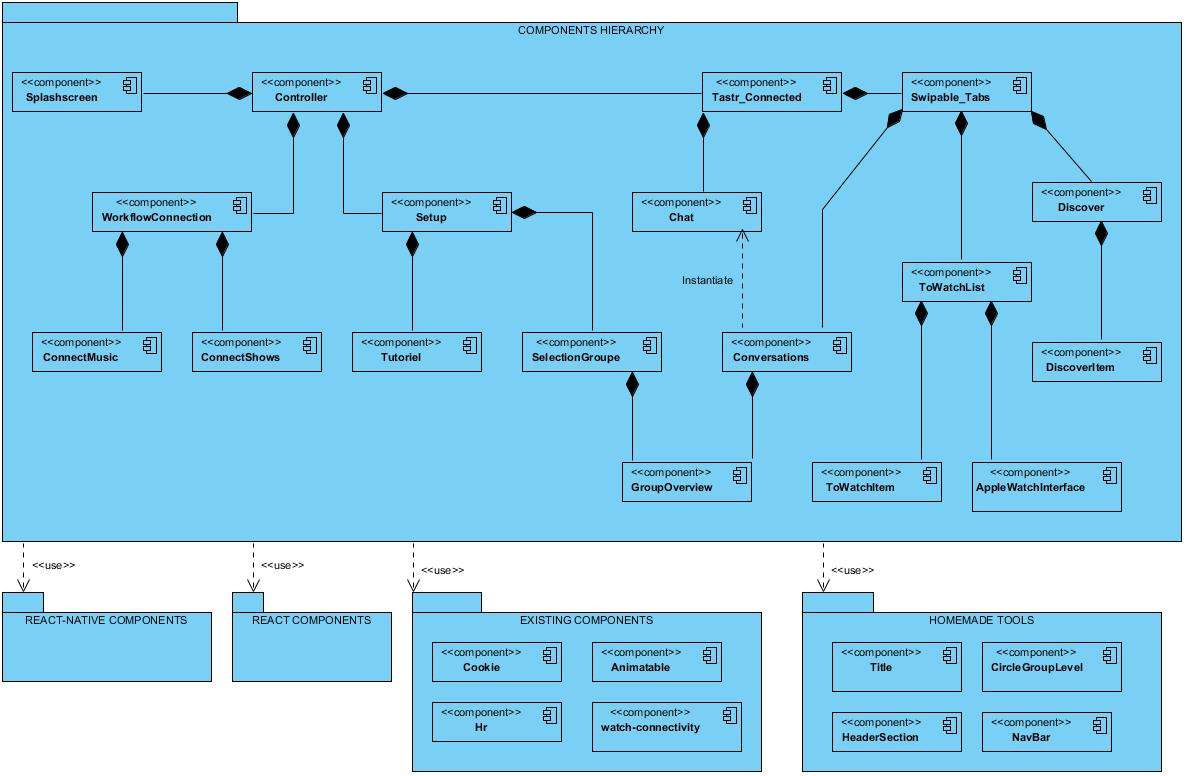 COMPONENTS HIERARCHY
<<component>>
Splashscreen
<<component>>
Controller
<<component>>
Tastr_Connected
<<component>>
Swipable_Tabs
<<component>>
WorkflowConnection
<<component>>
Setup
<<component>>
Chat
<<component>>
Discover
Instantiate
<<component>>
ToWatchList
<<component>>
ConnectMusic
<<component>>
ConnectShows
<<component>>
Tutoriel
<<component>>
SelectionGroupe
<<component>>
Conversations
<<component>>
DiscoverItem
<<component>>
GroupOverview
<<component>>
ToWatchItem
<<component>>
AppleWatchInterface
<<use>>
<<use>>
<<use>>
<<use>>
REACT-NATIVE COMPONENTS
REACT COMPONENTS
EXISTING COMPONENTS
<<component>>
Cookie
<<component>>
Animatable
<<component>>
Hr
<<component>>
watch-connectivity
HOMEMADE TOOLS
<<component>>
Title
<<component>>
CircleGroupLevel
<<component>>
HeaderSection
<<component>>
NavBar